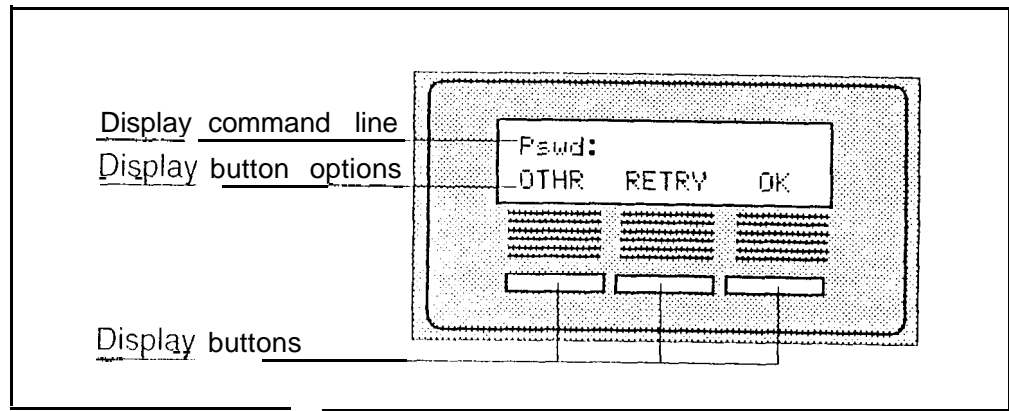 Display command line
Pswd:
Display button options
OTHR RETRY OK
Display buttons